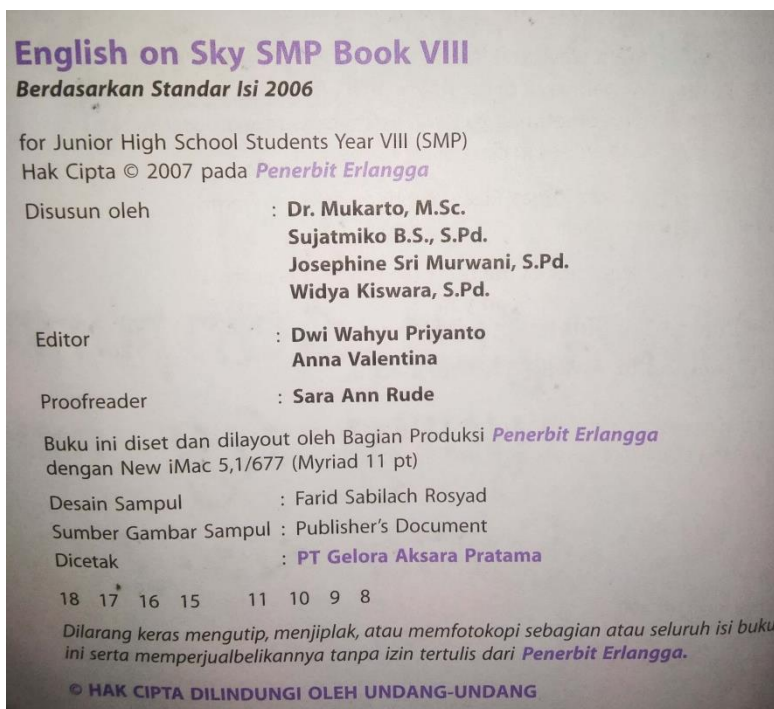 English on Sky SMP Book VIII
Berdasarkan Standar Isi 2006
for Junior High School Students Year VIII (SMP)
Hak Cipta © 2007 pada Penerbit Erlangga
Disusun oleh : Dr. Mukarto, M.Sc.
Sujatmiko B.S., S.Pd.
Josephine Sri Murwani, S.Pd.
Widya Kiswara, S.Pd.
Editor : Dwi Wahyu Priyanto
Anna Valentina
Proofreader : Sara Ann Rude
Buku ini diset dan dilayout oleh Bagian Produksi Penerbit Erlangga
dengan New iMac 5,1/677 (Myriad 11 pt)
Desain Sampul : Farid Sabilach Rosyad
Sumber Gambar Sampul : Publisher's Document
Dicetak : PT Gelora Aksara Pratama
18 17 16 15 11 10 9 8
Dilarang keras mengutip, menjiplak, atau memfotokopi sebagian atau seluruh isi buku
ini serta memperjualbelikannya tanpa izin tertulis dari Penerbit Erlangga.
© HAK CIPTA DILINDUNGI OLEH UNDANG-UNDANG